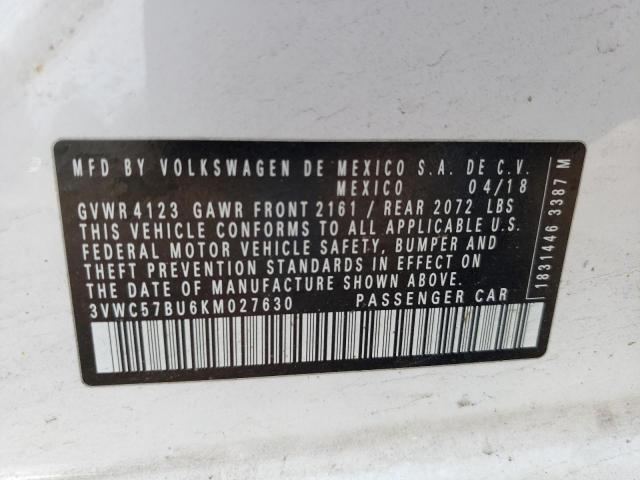 MFD BY VOLKSWAGEN DE MEXICO S.A. DE C.V.
MEXICO 04/18
GVWR 4123 GAWR FRONT 2161 / REAR 2072 LBS
THIS VEHICLE CONFORMS TO ALL APPLICABLE U.S.
FEDERAL MOTOR VEHICLE SAFETY, BUMPER AND
THEFT PREVENTION STANDARDS IN EFFECT ON
THE DATE OF MANUFACTURE SHOWN ABOVE.
3VWC57BU6KM027630 PASSENGER CAR
1831446 3387 M